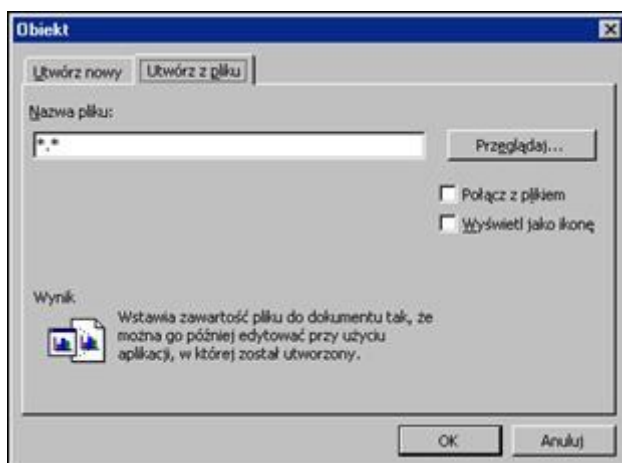 Obiekt
Utwórz nowy
Utwórz z pliku
Nazwa pliku:
*.*
Przeglądaj...
Połącz z plikiem
Wyświetl jako ikonę
Wynik
Wstawia zawartość pliku do dokumentu tak, że
można go później edytować przy użyciu
aplikacji, w której został utworzony.
OK
Anuluj